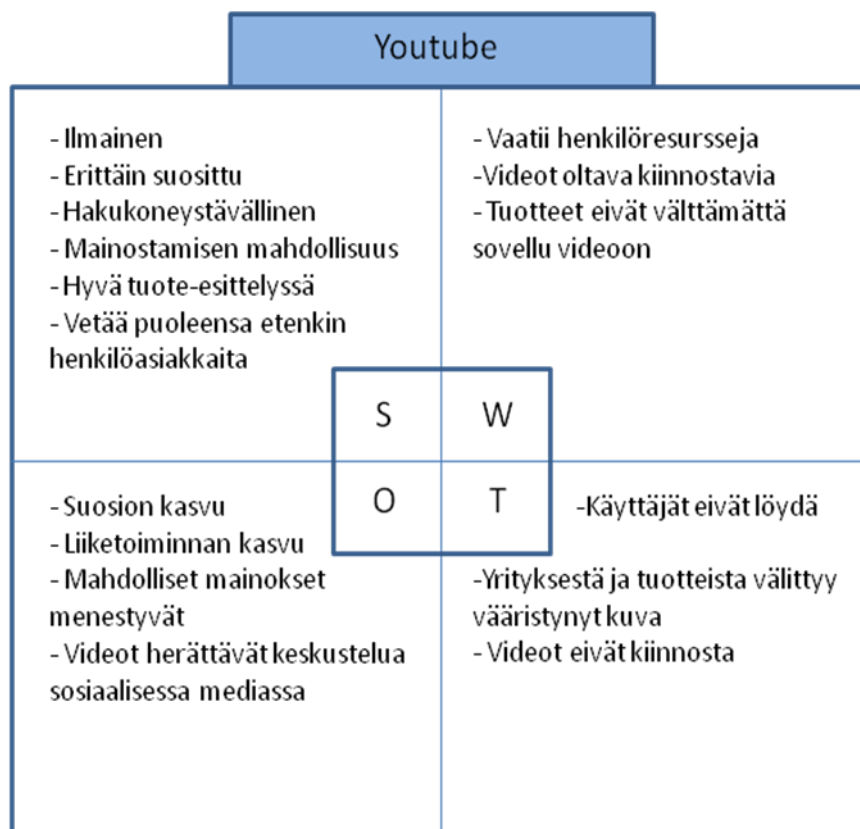 Youtube
- Ilmainen
- Erittäin suosittu
- Hakukoneystävällinen
- Mainostamisen mahdollisuus
- Hyvä tuote-esittelyssä
- Vetää puoleensa etenkin
henkilöasiakkaita
- Vaatii henkilöresursseja
-Videot oltava kiinnostavia
- Tuotteet eivät välttämättä
sovellu videoon
S
W
O
T
- Suosion kasvu
- Liiketoiminnan kasvu
- Mahdolliset mainokset
menestyvät
- Videot herättävät keskustelua
sosiaalisessa mediassa
-Käyttäjät eivät löydä
-Yrityksestä ja tuotteista välittyy
vääristynyt kuva
- Videot eivät kiinnosta